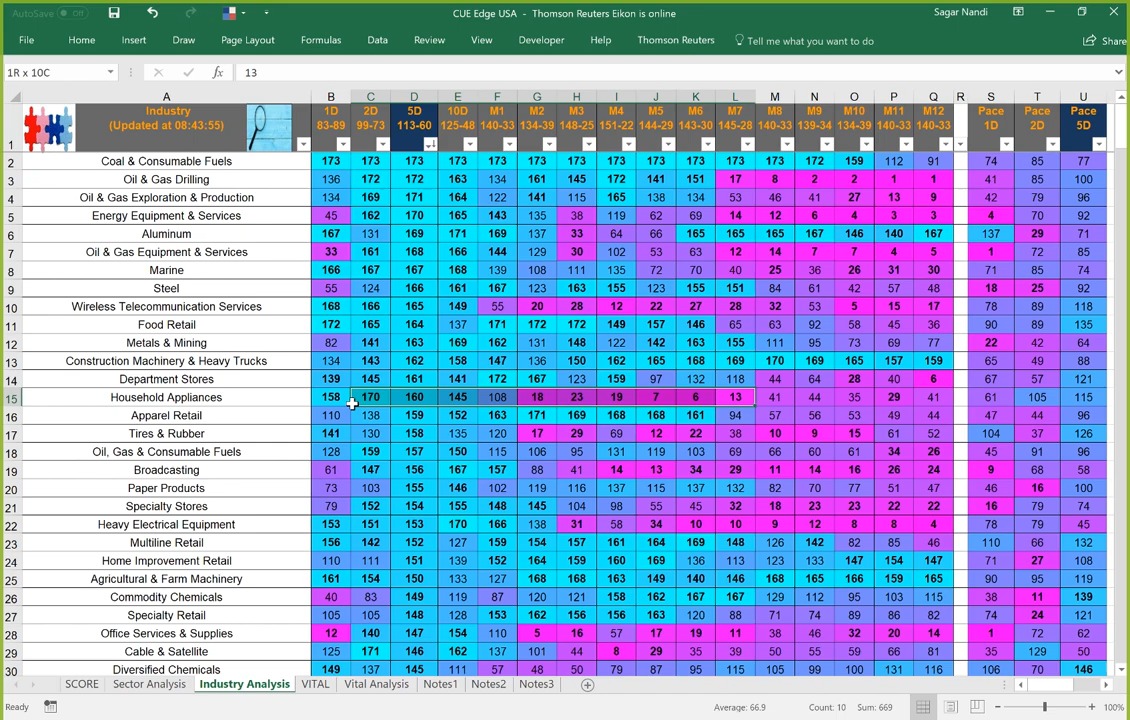 AutoSave Off CUE Edge USA - Thomson Reuters Eikon is online Sagar Nandi
File Home Insert Draw Page Layout Formulas Data Review View Developer Help Thomson Reuters Tell me what you want to do Share
1R x 10C fx 13
A B C D E F G H I J K L M N O P Q R S T U
1 Industry (Updated at 08:43:55) 1D 83-89 2D 99-73 5D 113-60 10D 125-48 M1 140-33 M2 134-39 M3 148-25 M4 151-22 M5 144-29 M6 143-30 M7 145-28 M8 140-33 M9 139-34 M10 134-39 M11 140-33 M12 140-33 Pace 1D Pace 2D Pace 5D
2 Coal & Consumable Fuels 173 173 173 173 173 173 173 173 173 173 173 173 172 159 112 91 74 85 77
3 Oil & Gas Drilling 136 172 172 163 134 161 145 172 141 151 17 8 2 2 1 1 41 85 100
4 Oil & Gas Exploration & Production 134 169 171 164 122 141 115 165 138 134 53 46 41 27 13 9 42 79 96
5 Energy Equipment & Services 45 162 170 165 143 135 38 119 62 69 14 12 6 4 3 3 4 70 92
6 Aluminum 167 131 169 171 169 137 33 64 66 165 165 165 167 146 140 167 137 29 71
7 Oil & Gas Equipment & Services 33 161 168 166 144 129 30 102 53 63 12 14 7 7 4 5 1 72 85
8 Marine 166 167 167 168 139 108 111 135 72 70 40 25 36 26 31 30 71 85 74
9 Steel 55 124 166 161 167 123 163 155 123 155 151 84 61 42 57 48 18 25 92
10 Wireless Telecommunication Services 168 166 165 149 55 20 28 12 22 27 28 32 53 5 15 17 78 89 118
11 Food Retail 172 165 164 137 171 172 172 149 157 146 65 63 92 58 45 36 90 89 135
12 Metals & Mining 82 141 163 169 162 131 148 122 142 163 155 111 95 73 69 77 22 42 64
13 Construction Machinery & Heavy Trucks 134 143 162 158 147 136 150 162 165 168 169 170 169 165 157 159 65 49 88
14 Department Stores 139 145 161 141 172 167 123 159 97 132 118 44 64 28 40 6 67 57 121
15 Household Appliances 158 170 160 145 108 18 23 19 7 6 13 41 44 35 29 41 61 105 115
16 Apparel Retail 110 138 159 152 163 171 169 168 168 161 94 57 56 53 49 44 47 44 96
17 Tires & Rubber 141 130 158 135 120 17 29 69 12 22 38 10 9 15 61 52 104 37 126
18 Oil, Gas & Consumable Fuels 128 159 157 150 115 106 95 131 119 103 69 66 60 61 34 26 45 91 96
19 Broadcasting 61 147 156 167 157 88 41 14 13 34 29 11 14 16 26 24 9 68 58
20 Paper Products 73 103 155 146 102 119 116 137 115 137 132 82 70 77 51 47 46 16 100
21 Specialty Stores 79 152 154 155 148 145 104 98 55 45 32 18 23 23 22 22 16 79 74
22 Heavy Electrical Equipment 153 151 153 170 166 138 31 58 34 10 10 9 12 8 8 4 78 79 45
23 Multiline Retail 156 142 152 127 159 154 157 161 164 169 148 126 142 82 85 46 110 66 132
24 Home Improvement Retail 110 111 151 139 152 164 159 160 169 136 113 123 133 147 154 147 71 27 108
25 Agricultural & Farm Machinery 161 154 150 133 127 168 168 163 149 140 146 168 165 166 159 165 90 95 119
26 Commodity Chemicals 40 83 149 119 87 120 121 158 162 167 167 129 112 95 103 115 38 11 139
27 Specialty Retail 105 105 148 128 153 162 156 156 163 120 88 71 74 89 86 82 74 24 121
28 Office Services & Supplies 12 140 147 154 110 5 16 57 17 19 11 38 46 32 20 14 1 72 62
29 Cable & Satellite 125 171 146 162 137 101 44 8 29 35 39 50 55 59 66 81 35 129 50
30 Diversified Chemicals 149 137 145 111 57 48 50 79 87 95 115 105 99 100 131 116 106 70 146
SCORE Sector Analysis Industry Analysis VITAL Vital Analysis Notes1 Notes2 Notes3
Ready Average: 66.9 Count: 10 Sum: 669 100%